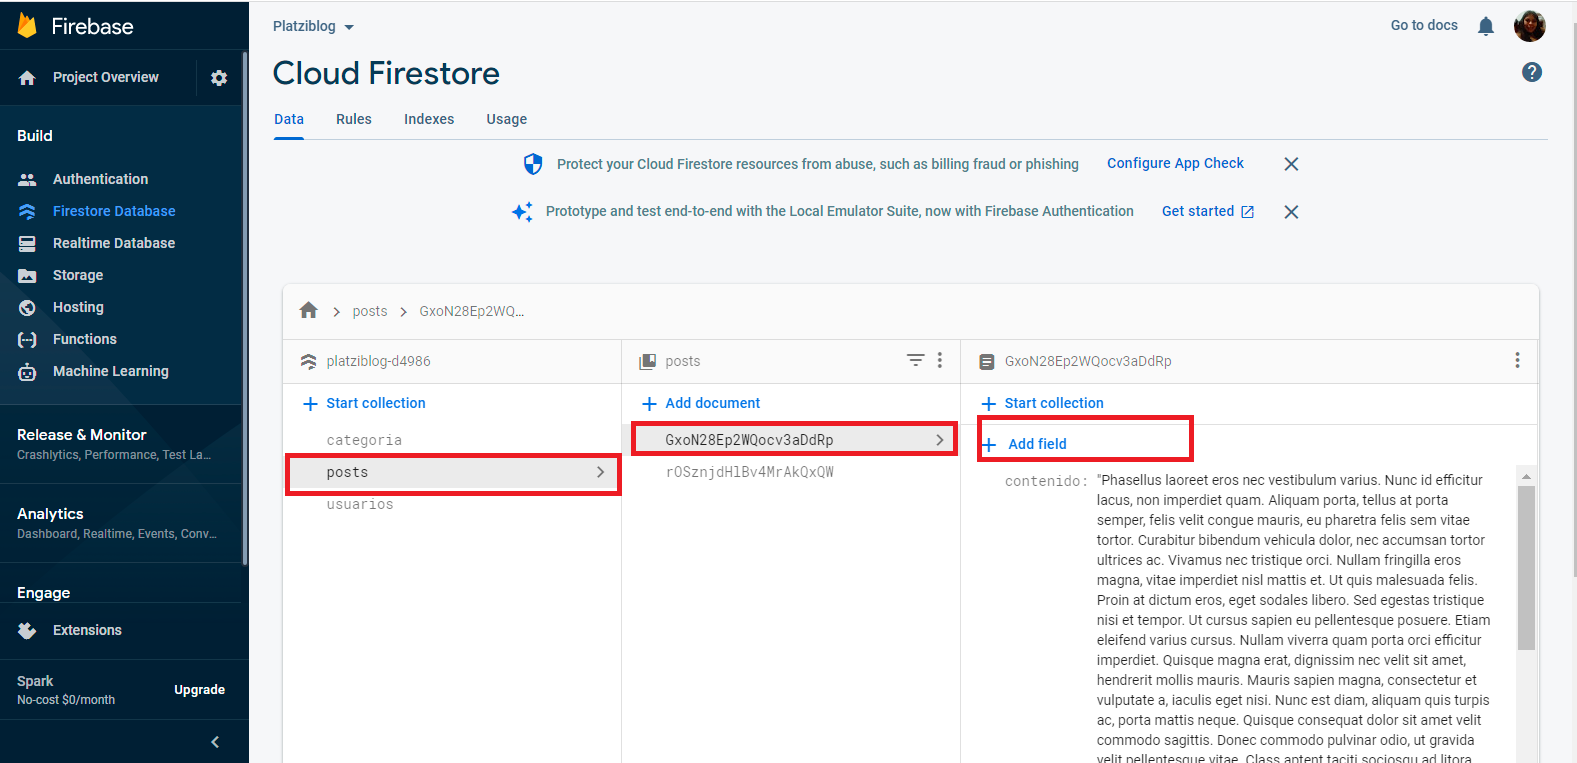 Firebase
Project Overview
Build
Authentication
Firestore Database
Realtime Database
Storage
Hosting
Functions
Machine Learning
Release & Monitor
Crashlytics, Performance, Test La...
Analytics
Dashboard, Realtime, Events, Conv...
Engage
Extensions
Spark
No-cost $0/month
Upgrade
Platziblog
Go to docs
Cloud Firestore
Data Rules Indexes Usage
Protect your Cloud Firestore resources from abuse, such as billing fraud or phishing Configure App Check
Prototype and test end-to-end with the Local Emulator Suite, now with Firebase Authentication Get started
posts > GxoN28Ep2WQ...
platziblog-d4986
Start collection
categoria
posts
usuarios
posts
Add document
GxoN28Ep2WQocv3aDdRp
rOSznjdHlBv4MrAkQxQW
GxoN28Ep2WQocv3aDdRp
Start collection
Add field
contenido: "Phasellus laoreet eros nec vestibulum varius. Nunc id efficitur
lacus, non imperdiet quam. Aliquam porta, tellus at porta
semper, felis velit congue mauris, eu pharetra felis sem vitae
tortor. Curabitur bibendum vehicula dolor, nec accumsan tortor
ultrices ac. Vivamus nec tristique orci. Nullam fringilla eros
magna, vitae imperdiet nisl mattis et. Ut quis malesuada felis.
Proin at dictum eros, eget sodales libero. Sed egestas tristique
nisi et tempor. Ut cursus sapien eu pellentesque posuere. Etiam
eleifend varius cursus. Nullam viverra quam porta orci efficitur
imperdiet. Quisque magna erat, dignissim nec velit sit amet,
hendrerit mollis mauris. Mauris sapien magna, consectetur et
vulputate a, iaculis eget nisi. Nunc est diam, aliquam quis turpis
ac, porta mattis neque. Quisque consequat dolor sit amet velit
commodo sagittis. Donec commodo pulvinar odio, ut gravida
velit pellentesque vitae. Class aptent taciti sociosqu ad litora